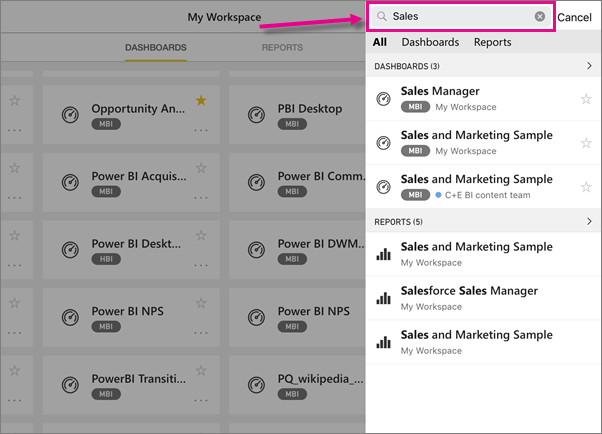 My Workspace
Sales
Cancel
DASHBOARDS
REPORTS
All Dashboards Reports
DASHBOARDS (3)
Sales Manager
MBI My Workspace
Sales and Marketing Sample
MBI My Workspace
Sales and Marketing Sample
MBI C+E BI content team
REPORTS (5)
Sales and Marketing Sample
My Workspace
Salesforce Sales Manager
My Workspace
Sales and Marketing Sample
My Workspace
Opportunity An...
MBI
PBI Desktop
MBI
Power BI Acquis...
MBI
Power BI Comm...
MBI
Power BI Deskt...
HBI
Power BI DWM...
MBI
Power BI NPS
MBI
Power BI NPS
MBI
PowerBI Transiti...
MBI
PQ_wikipedia_...
MBI